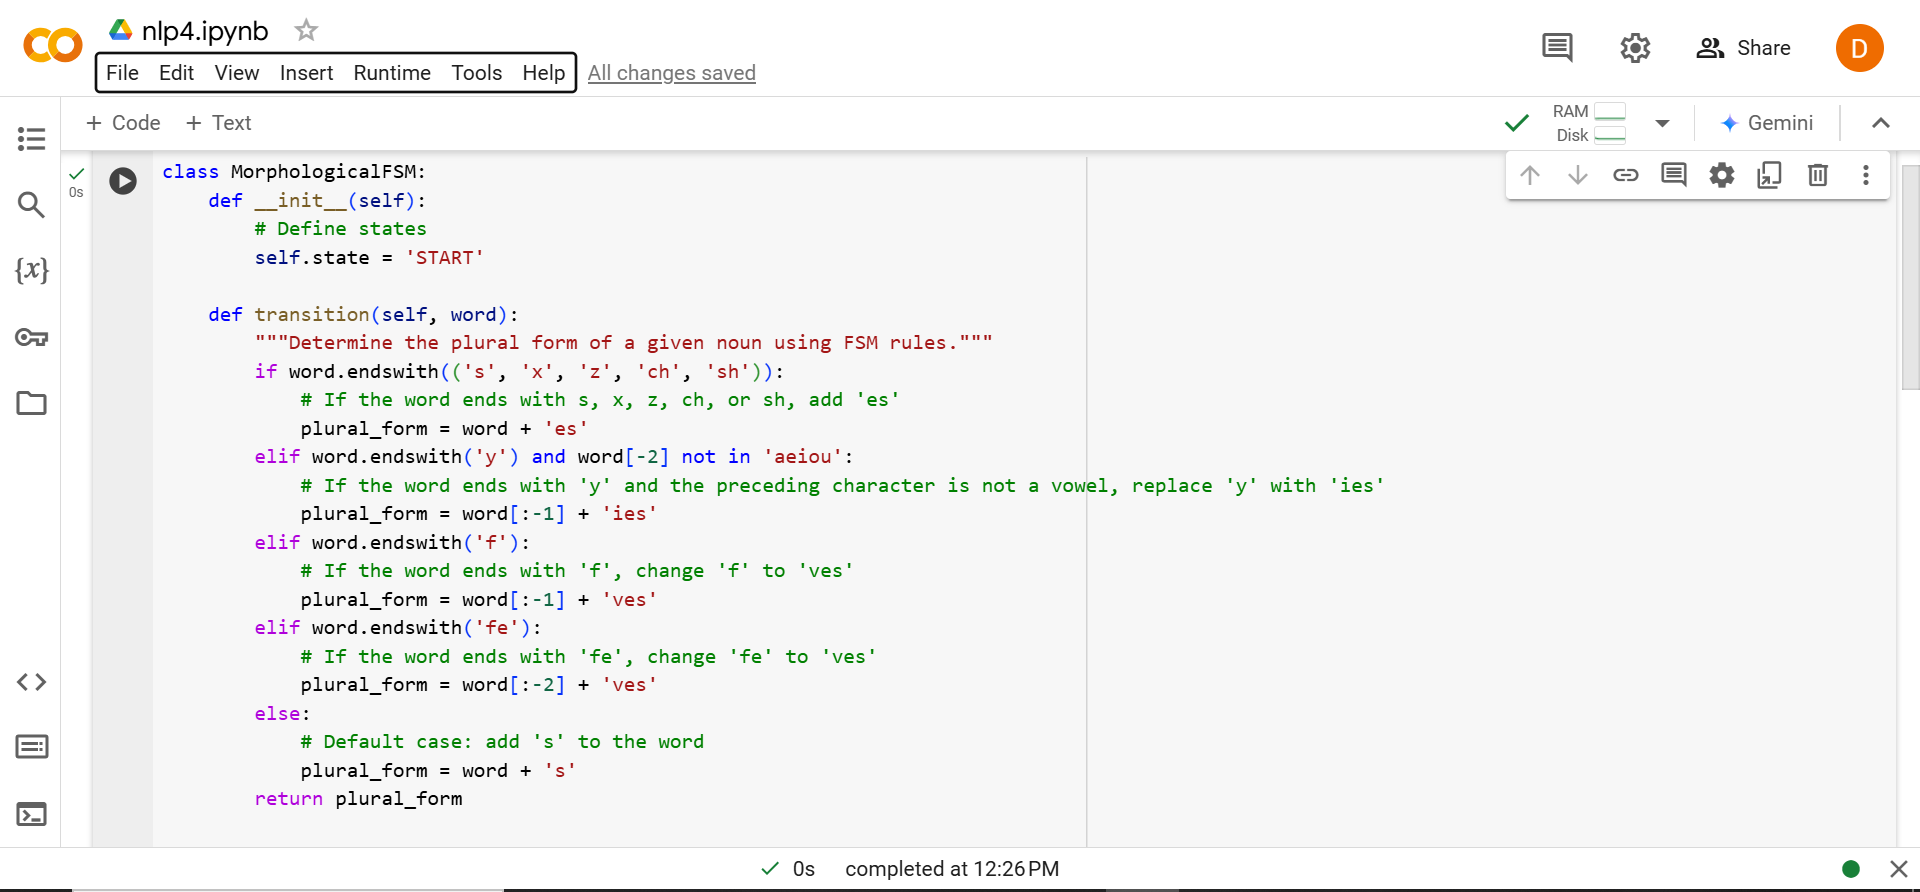 nlp4.ipynb
File Edit View Insert Runtime Tools Help All changes saved
Share
D
+ Code + Text
RAM
Disk
Gemini
0s
class MorphologicalFSM:
    def __init__(self):
        # Define states
        self.state = 'START'
    def transition(self, word):
        """Determine the plural form of a given noun using FSM rules."""
        if word.endswith(('s', 'x', 'z', 'ch', 'sh')):
            # If the word ends with s, x, z, ch, or sh, add 'es'
            plural_form = word + 'es'
        elif word.endswith('y') and word[-2] not in 'aeiou':
            # If the word ends with 'y' and the preceding character is not a vowel, replace 'y' with 'ies'
            plural_form = word[:-1] + 'ies'
        elif word.endswith('f'):
            # If the word ends with 'f', change 'f' to 'ves'
            plural_form = word[:-1] + 'ves'
        elif word.endswith('fe'):
            # If the word ends with 'fe', change 'fe' to 'ves'
            plural_form = word[:-2] + 'ves'
        else:
            # Default case: add 's' to the word
            plural_form = word + 's'
        return plural_form
{x}
0s completed at 12:26 PM